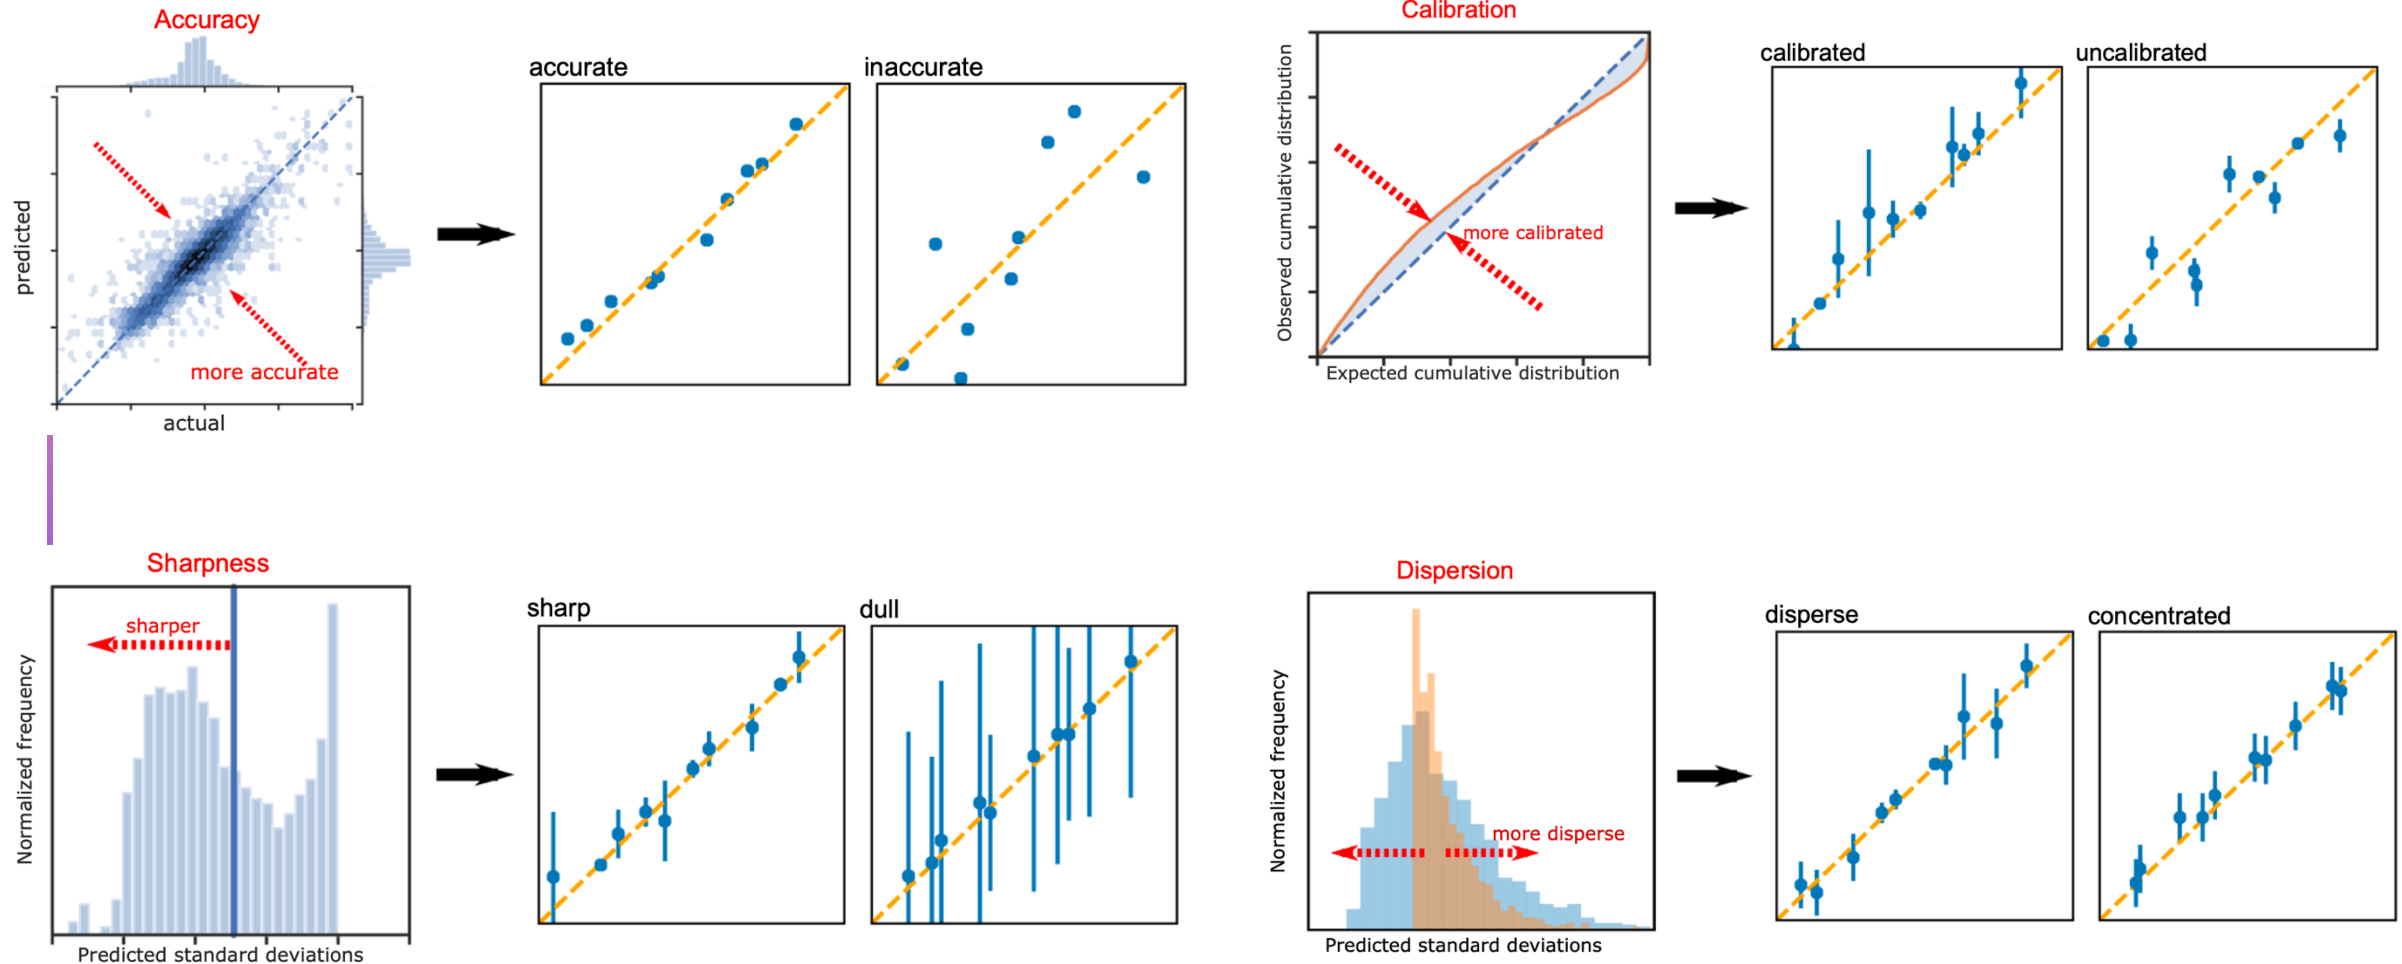 Accuracy
predicted
more accurate
actual
accurate
inaccurate
Calibration
Observed cumulative distribution
more calibrated
Expected cumulative distribution
calibrated
uncalibrated
Sharpness
Normalized frequency
sharper
Predicted standard deviations
sharp
dull
Dispersion
Normalized frequency
more disperse
Predicted standard deviations
disperse
concentrated